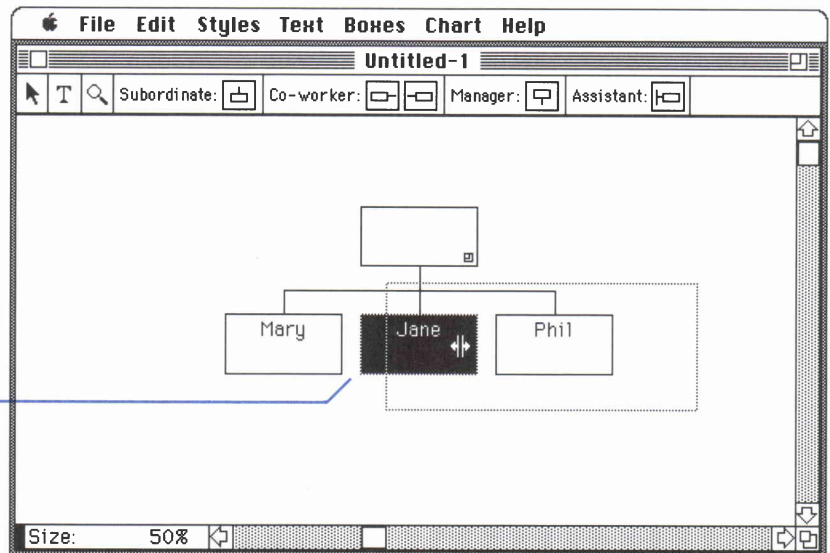 File Edit Styles Text Boxes Chart Help
Untitled-1
T Subordinate: Co-worker: Manager: Assistant:
Mary Jane Phil
Size: 50%